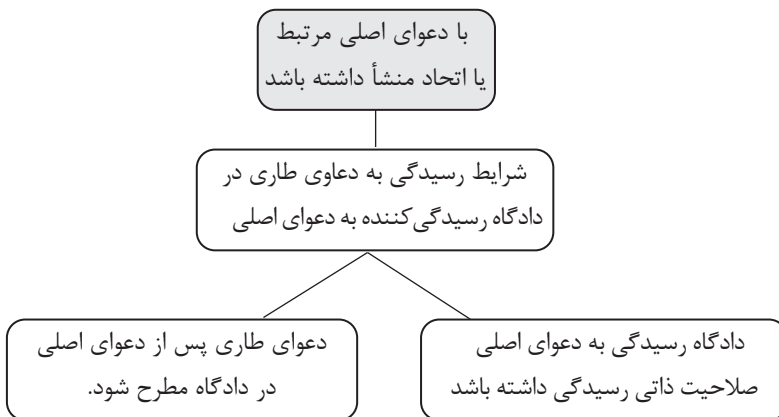 با دعوای اصلی مرتبط
یا اتحاد منشأ داشته باشد
شرایط رسیدگی به دعاوی طاری در
دادگاه رسیدگی‌کننده به دعوای اصلی
دادگاه رسیدگی به دعوای اصلی
صلاحیت ذاتی رسیدگی داشته باشد
دعوای طاری پس از دعوای اصلی
در دادگاه مطرح شود.